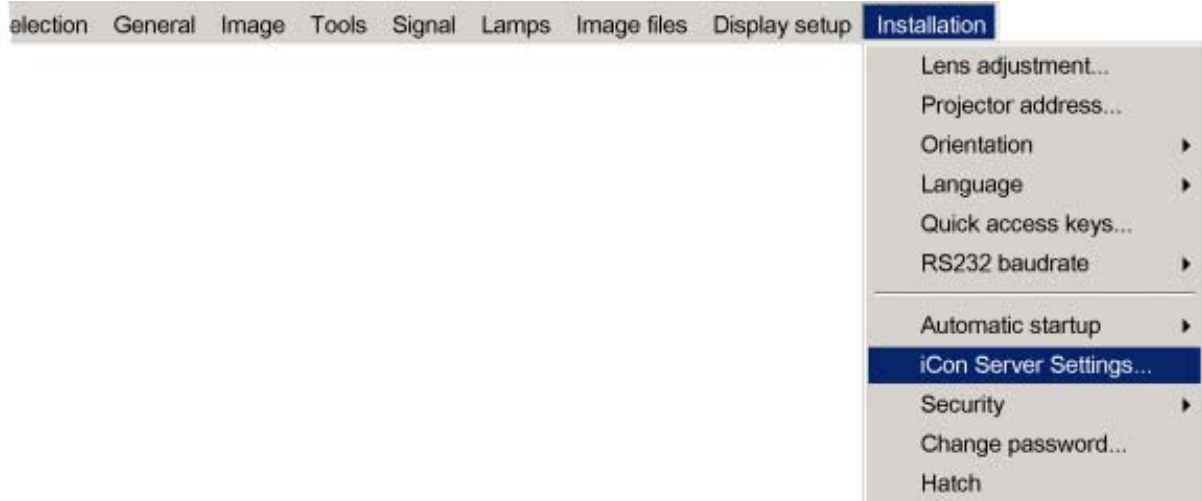 election General Image Tools Signal Lamps Image files Display setup Installation
Lens adjustment...
Projector address...
Orientation
Language
Quick access keys...
RS232 baudrate
Automatic startup
iCon Server Settings...
Security
Change password...
Hatch